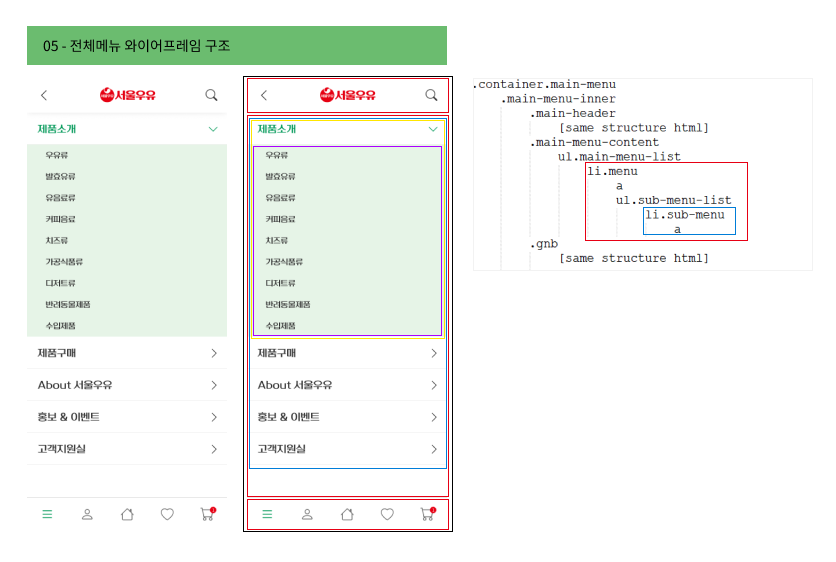 05 - 전체메뉴 와이어프레임 구조
서울우유
제품소개
우유류
발효유류
유음료류
커피음료
치즈류
가공식품류
디저트류
반려동물제품
수입제품
제품구매
About 서울우유
홍보 & 이벤트
고객지원실
서울우유
제품소개
우유류
발효유류
유음료류
커피음료
치즈류
가공식품류
디저트류
반려동물제품
수입제품
제품구매
About 서울우유
홍보 & 이벤트
고객지원실
.container.main-menu
.main-menu-inner
.main-header
[same structure html]
.main-menu-content
ul.main-menu-list
li.menu
a
ul.sub-menu-list
li.sub-menu
a
.gnb
[same structure html]